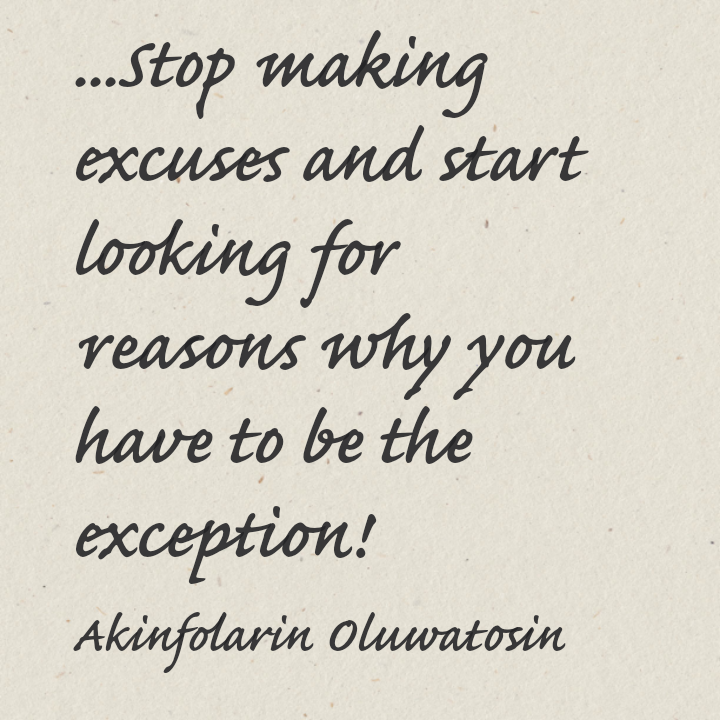 ...Stop making
excuses and start
looking for
reasons why you
have to be the
exception!
Akinfolarin Oluwatosin